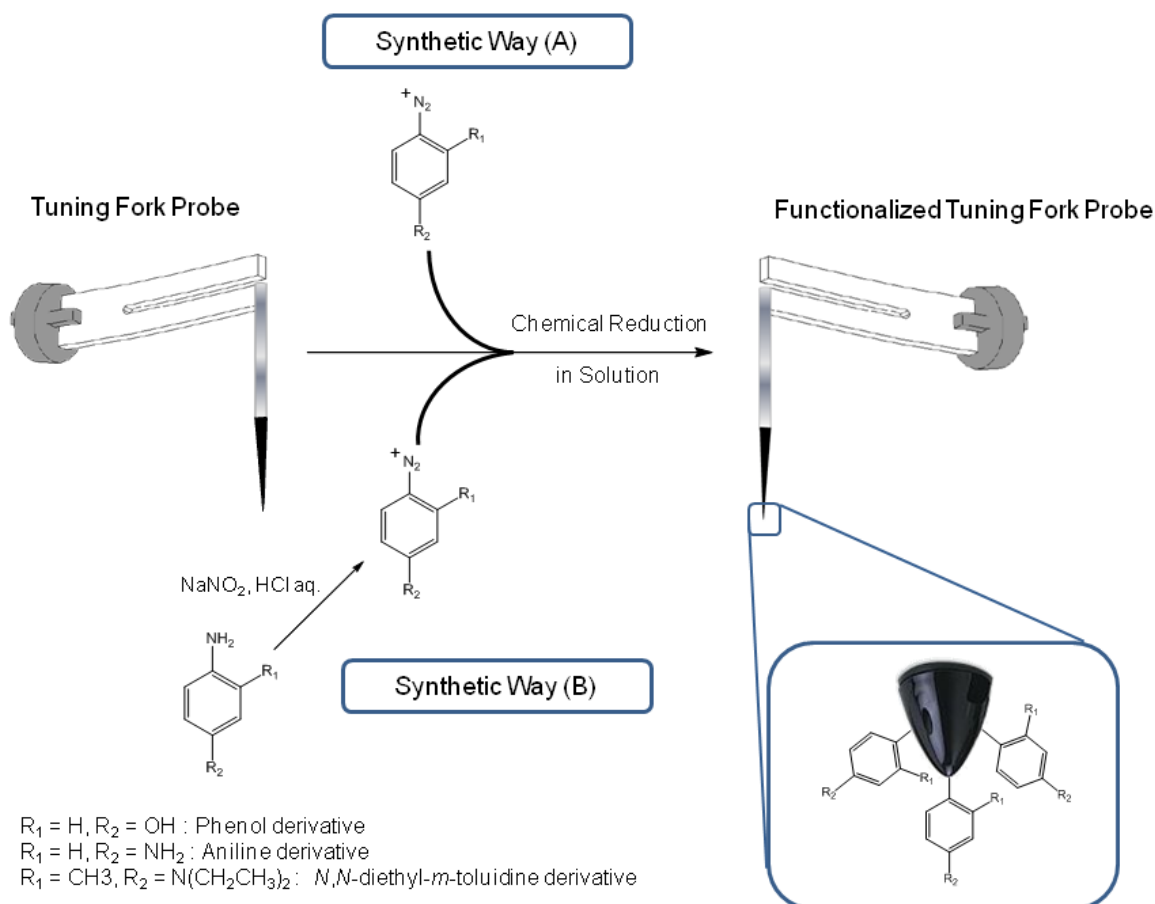 Synthetic Way (A)
+N2
R1
R2
Tuning Fork Probe
Functionalized Tuning Fork Probe
Chemical Reduction
in Solution
+N2
R1
R2
NaNO2, HCl aq.
NH2
R1
R2
Synthetic Way (B)
R1
R2
R1
R1
R2
R2
R1 = H, R2 = OH : Phenol derivative
R1 = H, R2 = NH2 : Aniline derivative
R1 = CH3, R2 = N(CH2CH3)2 : N,N-diethyl-m-toluidine derivative